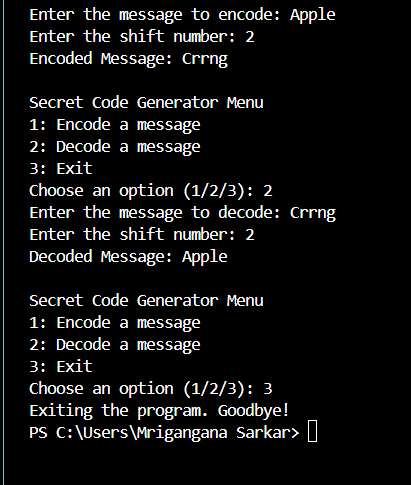 Enter the message to encode: Apple
Enter the shift number: 2
Encoded Message: Crrng
Secret Code Generator Menu
1: Encode a message
2: Decode a message
3: Exit
Choose an option (1/2/3): 2
Enter the message to decode: Crrng
Enter the shift number: 2
Decoded Message: Apple
Secret Code Generator Menu
1: Encode a message
2: Decode a message
3: Exit
Choose an option (1/2/3): 3
Exiting the program. Goodbye!
PS C:\Users\Mrigangana Sarkar>